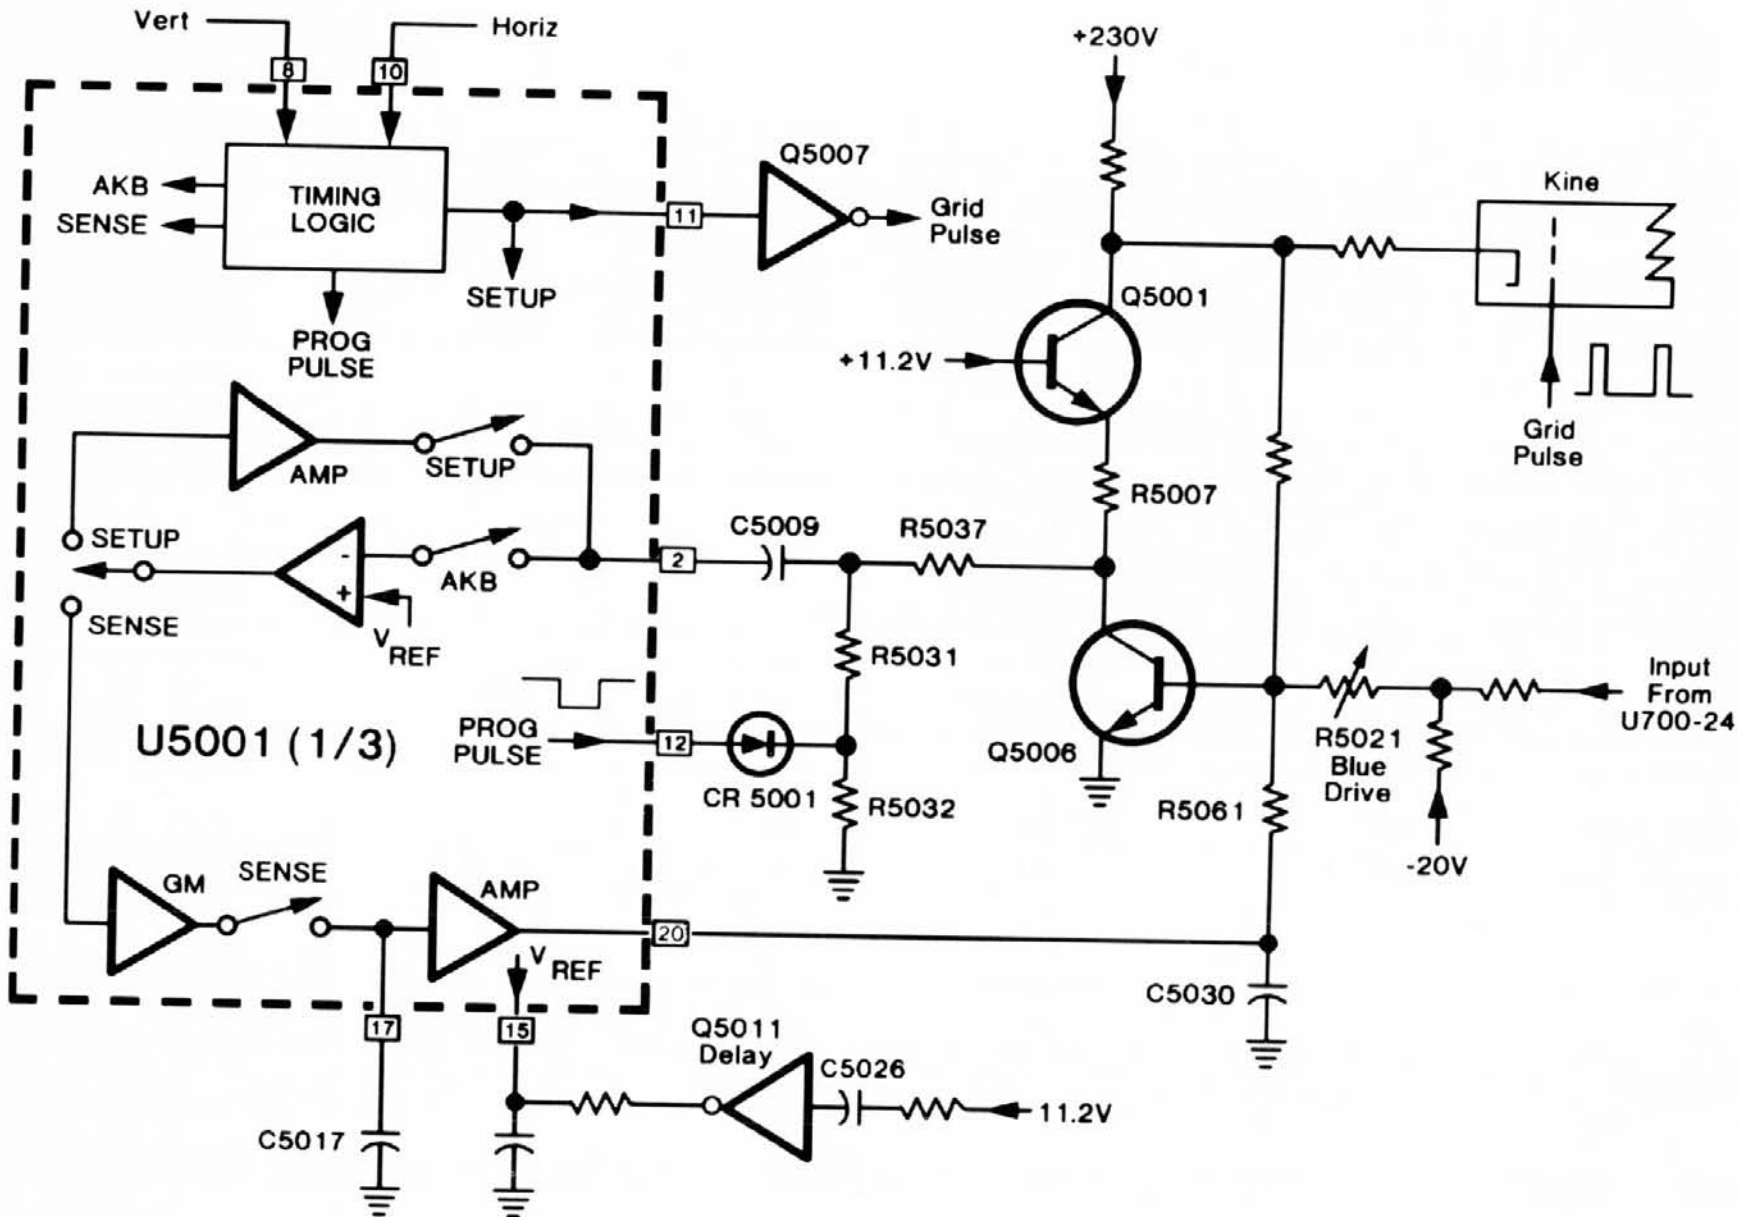 Vert
Horiz
8
10
+230V
AKB
SENSE
TIMING
LOGIC
11
Q5007
Grid
Pulse
SETUP
PROG
PULSE
Kine
Q5001
+11.2V
Grid
Pulse
AMP
SETUP
R5007
C5009
R5037
2
SETUP
-
+
AKB
SENSE
V
REF
R5031
Input
From
U700-24
U5001 (1/3)
PROG
PULSE
12
CR 5001
R5032
Q5006
R5021
Blue
Drive
R5061
-20V
GM
SENSE
AMP
V
REF
20
C5030
17
15
Q5011
Delay
C5026
11.2V
C5017